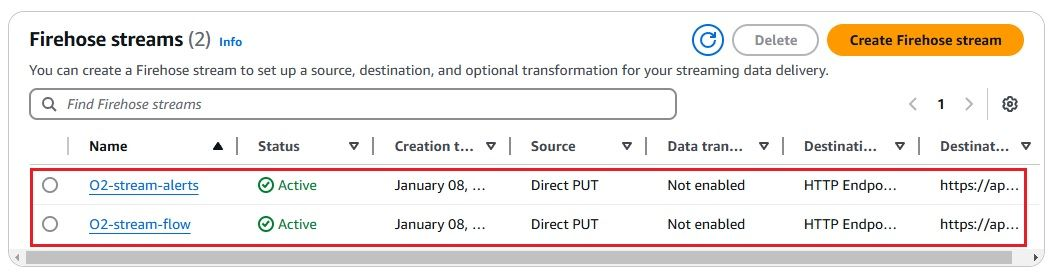 Firehose streams (2) Info Delete Create Firehose stream
You can create a Firehose stream to set up a source, destination, and optional transformation for your streaming data delivery.
Find Firehose streams 1
Name Status Creation t... Source Data tran... Destinati... Destinat...
O2-stream-alerts Active January 08, ... Direct PUT Not enabled HTTP Endpo... https://ap...
O2-stream-flow Active January 08, ... Direct PUT Not enabled HTTP Endpo... https://ap...